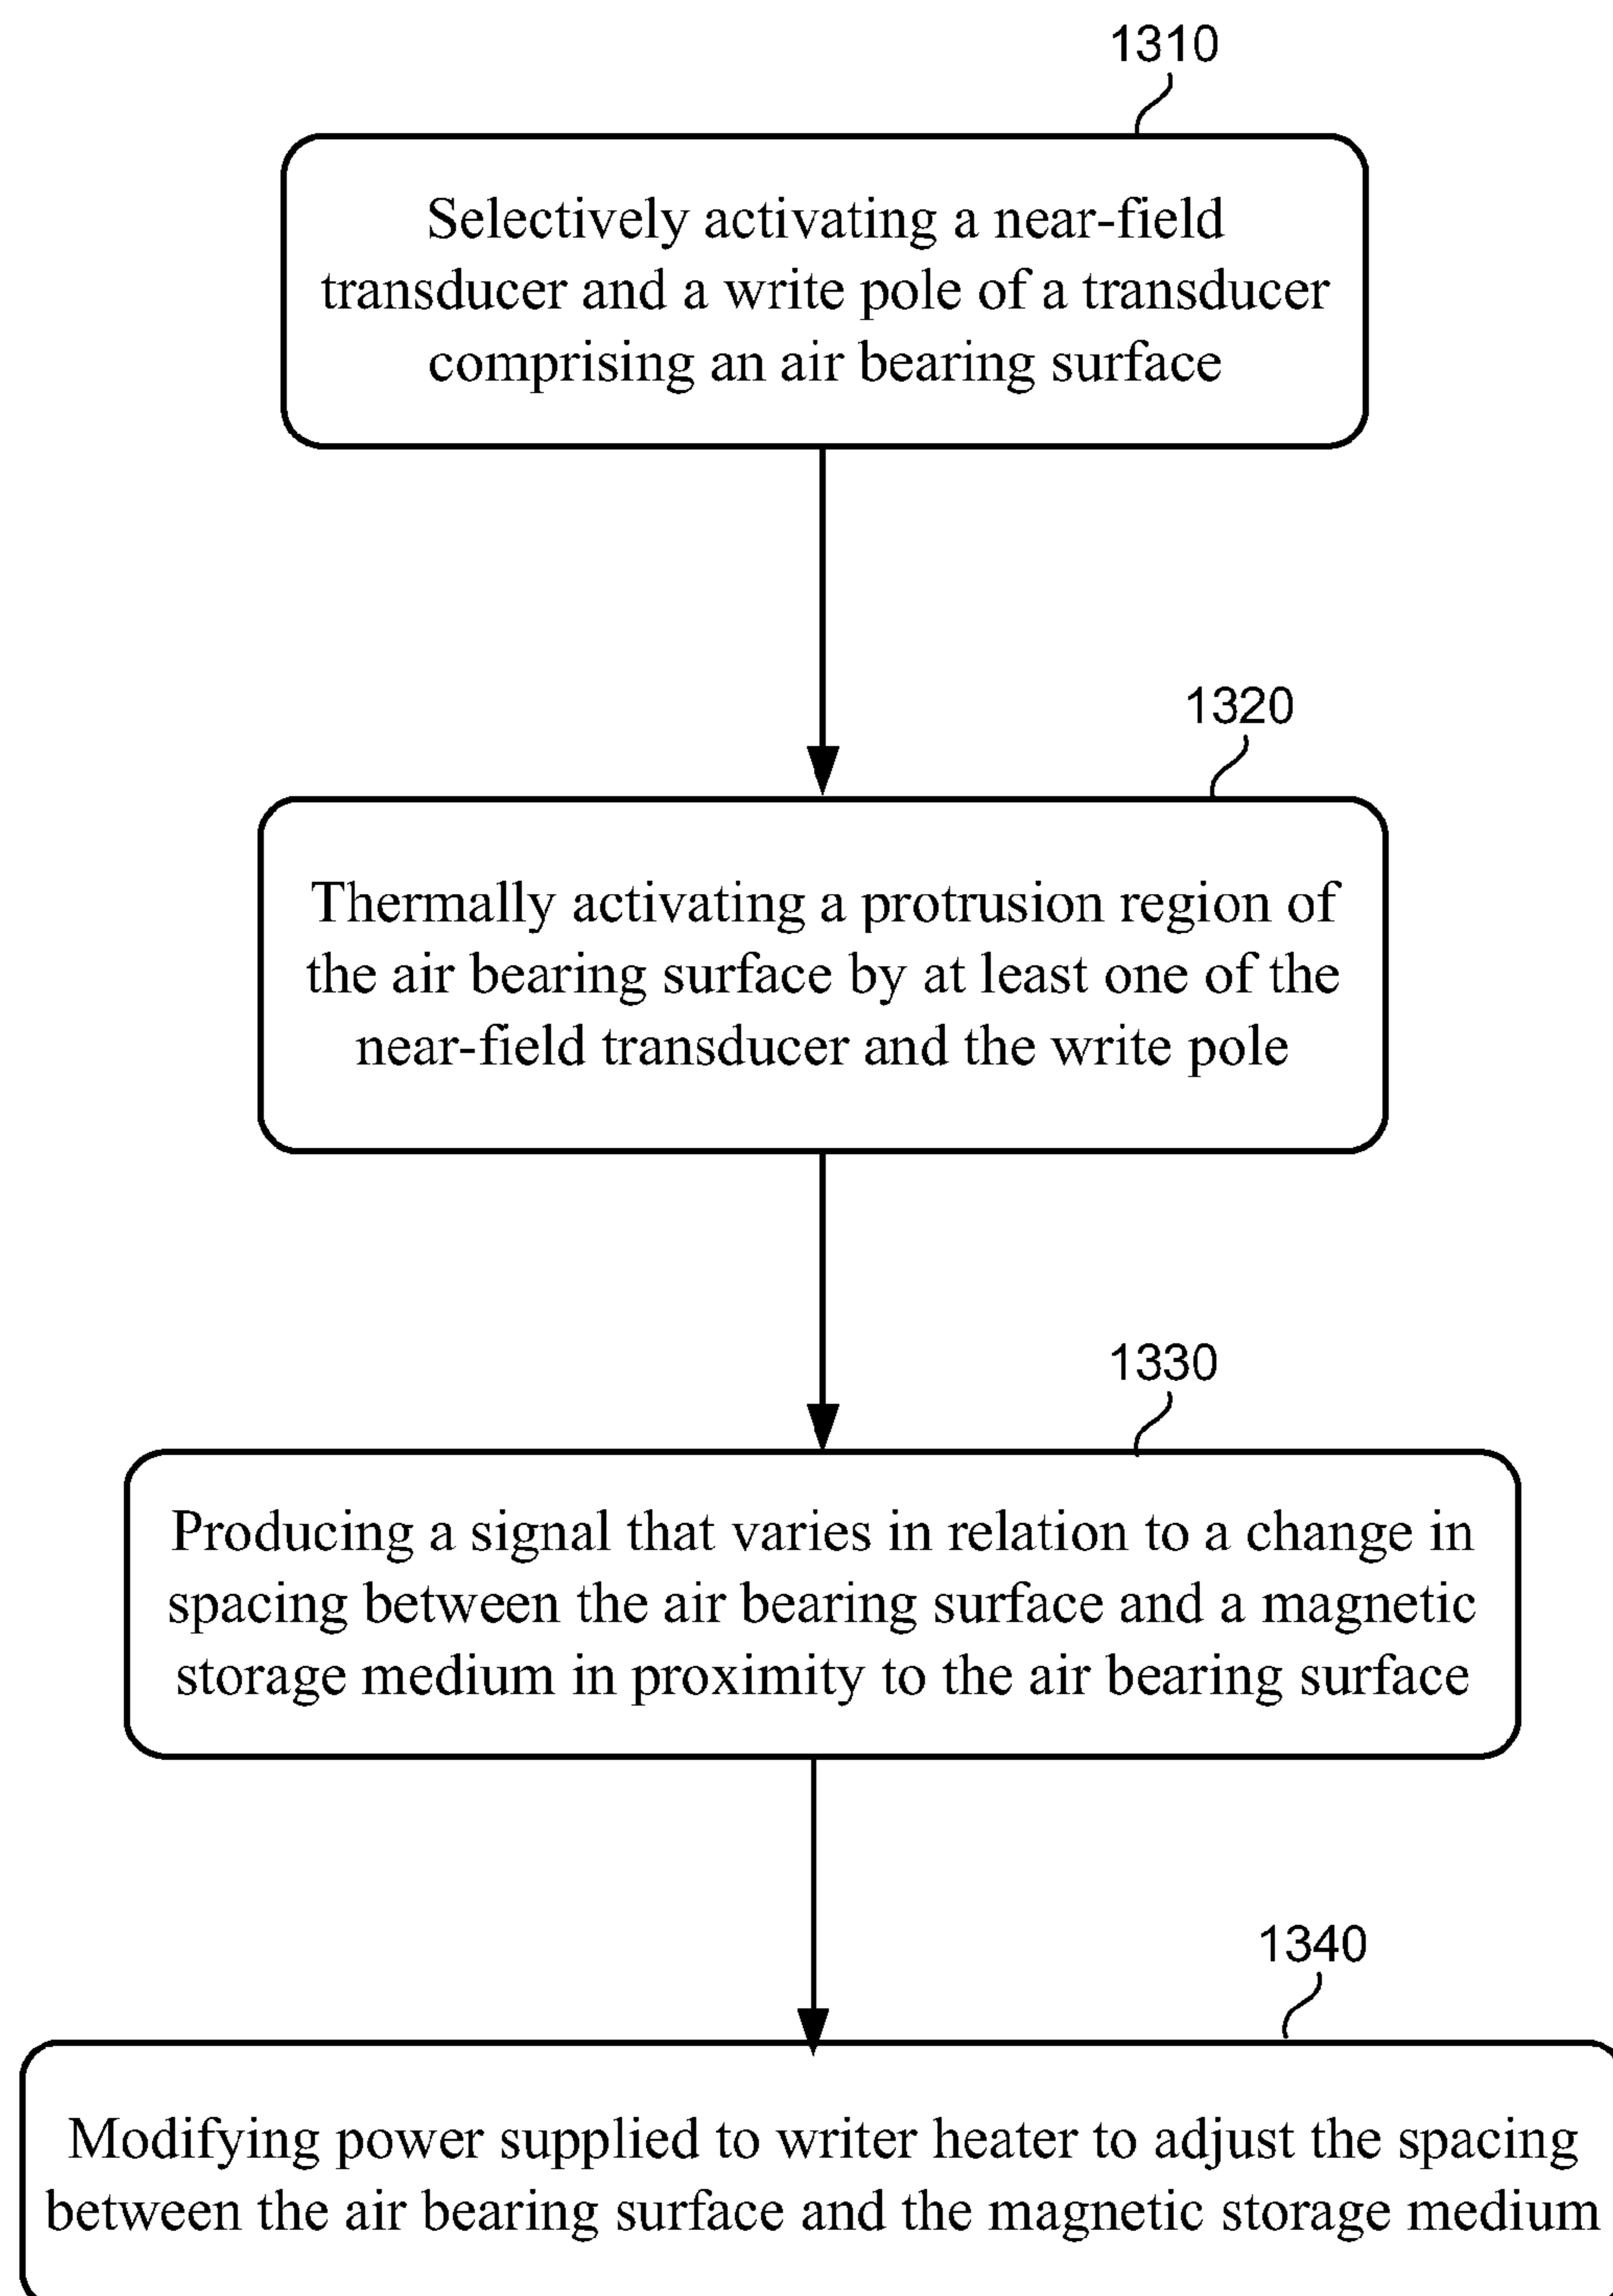 1310
Selectively activating a near-field
transducer and a write pole of a transducer
comprising an air bearing surface
1320
Thermally activating a protrusion region of
the air bearing surface by at least one of the
near-field transducer and the write pole
1330
Producing a signal that varies in relation to a change in
spacing between the air bearing surface and a magnetic
storage medium in proximity to the air bearing surface
1340
Modifying power supplied to writer heater to adjust the spacing
between the air bearing surface and the magnetic storage medium